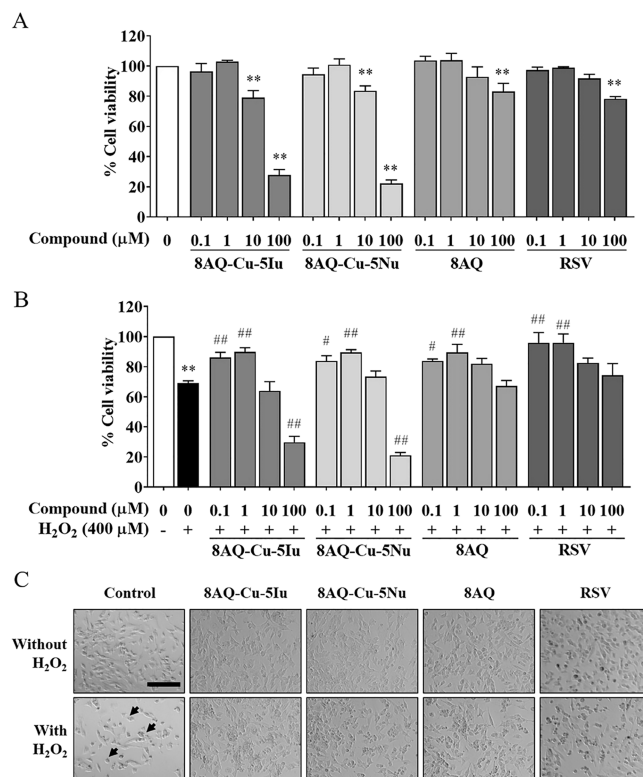 A
% Cell viability
120
100
80
60
40
20
0
** ** ** ** ** **
Compound (µM) 0 0.1 1 10 100 0.1 1 10 100 0.1 1 10 100 0.1 1 10 100
8AQ-Cu-5Iu 8AQ-Cu-5Nu 8AQ RSV
B
% Cell viability
120
100
80
60
40
20
0
** ## ## ## # ## ## # ## ## ##
Compound (µM) 0 0 0.1 1 10 100 0.1 1 10 100 0.1 1 10 100 0.1 1 10 100
H₂O₂ (400 µM) - + + + + + + + + + + + + + + + + +
8AQ-Cu-5Iu 8AQ-Cu-5Nu 8AQ RSV
C
Control 8AQ-Cu-5Iu 8AQ-Cu-5Nu 8AQ RSV
Without
H₂O₂
With
H₂O₂